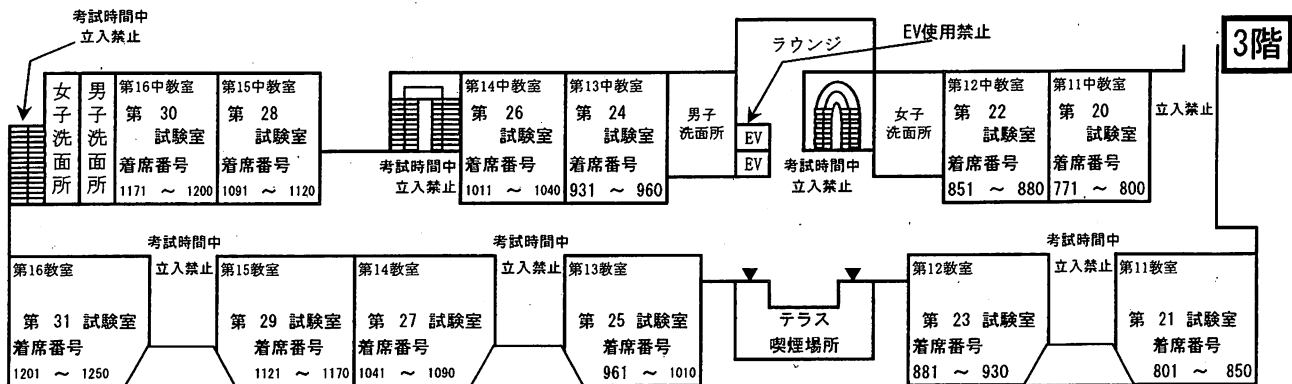 考試時間中
立入禁止
ラウンジ
EV使用禁止
3階
女子洗面所
男子洗面所
第16中教室
第 30
試験室
着席番号
1171 ～ 1200
第15中教室
第 28
試験室
着席番号
1091 ～ 1120
考試時間中
立入禁止
第14中教室
第 26
試験室
着席番号
1011 ～ 1040
第13中教室
第 24
試験室
着席番号
931 ～ 960
男子
洗面所
EV
EV
考試時間中
立入禁止
女子
洗面所
第12中教室
第 22
試験室
着席番号
851 ～ 880
第11中教室
第 20
試験室
着席番号
771 ～ 800
立入禁止
第16教室
第 31 試験室
着席番号
1201 ～ 1250
考試時間中
立入禁止
第15教室
第 29 試験室
着席番号
1121 ～ 1170
第14教室
第 27 試験室
着席番号
1041 ～ 1090
考試時間中
立入禁止
第13教室
第 25 試験室
着席番号
961 ～ 1010
テラス
喫煙場所
第12教室
第 23 試験室
着席番号
881 ～ 930
考試時間中
立入禁止
第11教室
第 21 試験室
着席番号
801 ～ 850